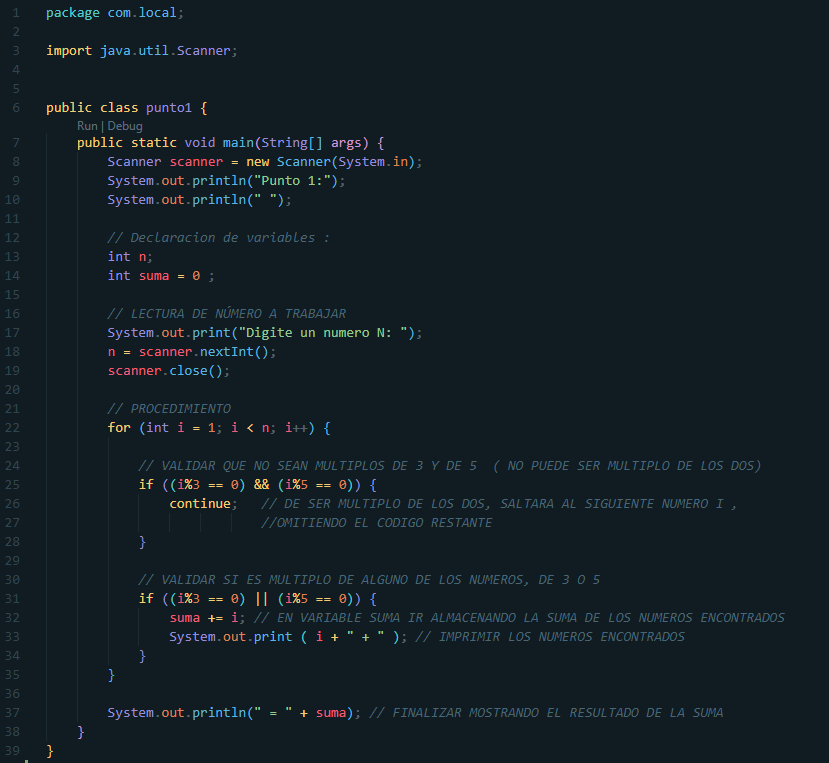 1 package com.local;
2
3 import java.util.Scanner;
4
5
6 public class punto1 {
Run | Debug
7 public static void main(String[] args) {
8 Scanner scanner = new Scanner(System.in);
9 System.out.println("Punto 1:");
10 System.out.println(" ");
11
12 // Declaracion de variables :
13 int n;
14 int suma = 0 ;
15
16 // LECTURA DE NÚMERO A TRABAJAR
17 System.out.print("Digite un numero N: ");
18 n = scanner.nextInt();
19 scanner.close();
20
21 // PROCEDIMIENTO
22 for (int i = 1; i < n; i++) {
23
24 // VALIDAR QUE NO SEAN MULTIPLOS DE 3 Y DE 5  ( NO PUEDE SER MULTIPLO DE LOS DOS)
25 if ((i%3 == 0) && (i%5 == 0)) {
26 continue;   // DE SER MULTIPLO DE LOS DOS, SALTARA AL SIGUIENTE NUMERO I ,
27 //OMITIENDO EL CODIGO RESTANTE
28 }
29
30 // VALIDAR SI ES MULTIPLO DE ALGUNO DE LOS NUMEROS, DE 3 O 5
31 if ((i%3 == 0) || (i%5 == 0)) {
32 suma += i; // EN VARIABLE SUMA IR ALMACENANDO LA SUMA DE LOS NUMEROS ENCONTRADOS
33 System.out.print ( i + " + " ); // IMPRIMIR LOS NUMEROS ENCONTRADOS
34 }
35 }
36
37 System.out.println(" = " + suma); // FINALIZAR MOSTRANDO EL RESULTADO DE LA SUMA
38 }
39 }